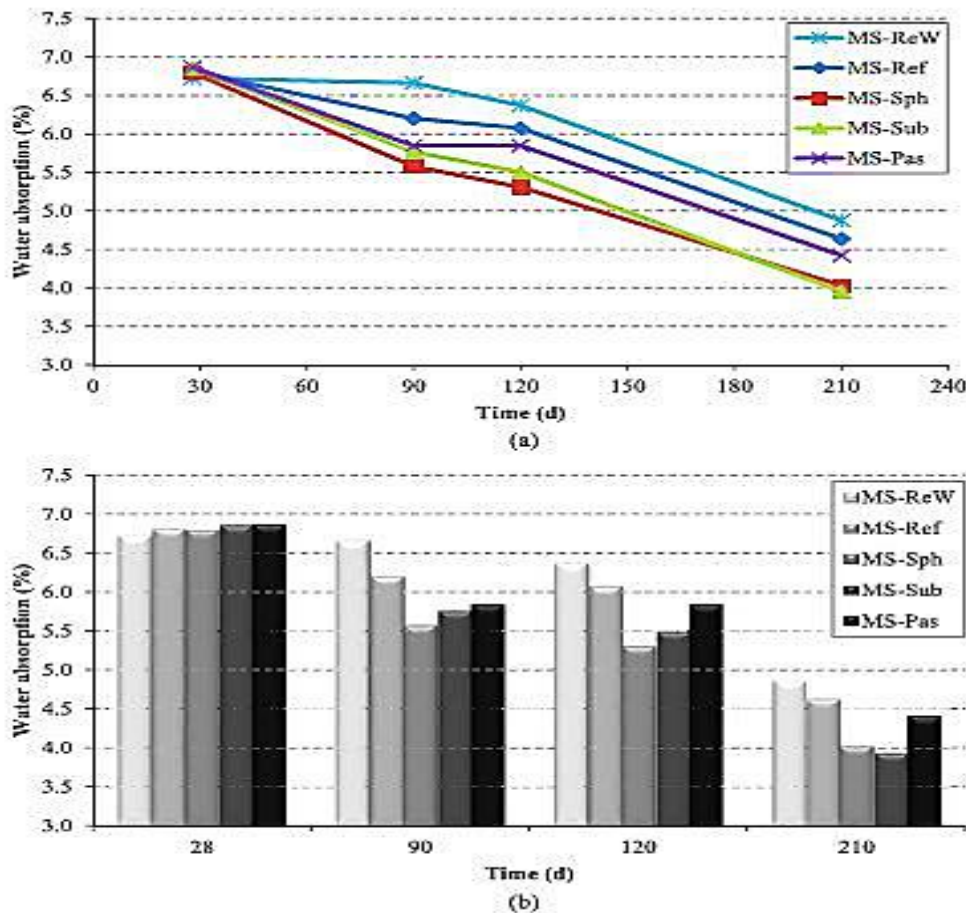 7.5
7.0
6.5
6.0
5.5
5.0
4.5
4.0
3.5
3.0
Water absorption (%)
MS-ReW
MS-Ref
MS-Sph
MS-Sub
MS-Pas
0 30 60 90 120 150 180 210 240
Time (d)
(a)
7.5
7.0
6.5
6.0
5.5
5.0
4.5
4.0
3.5
3.0
Water absorption (%)
MS-ReW
MS-Ref
MS-Sph
MS-Sub
MS-Pas
28 90 120 210
Time (d)
(b)